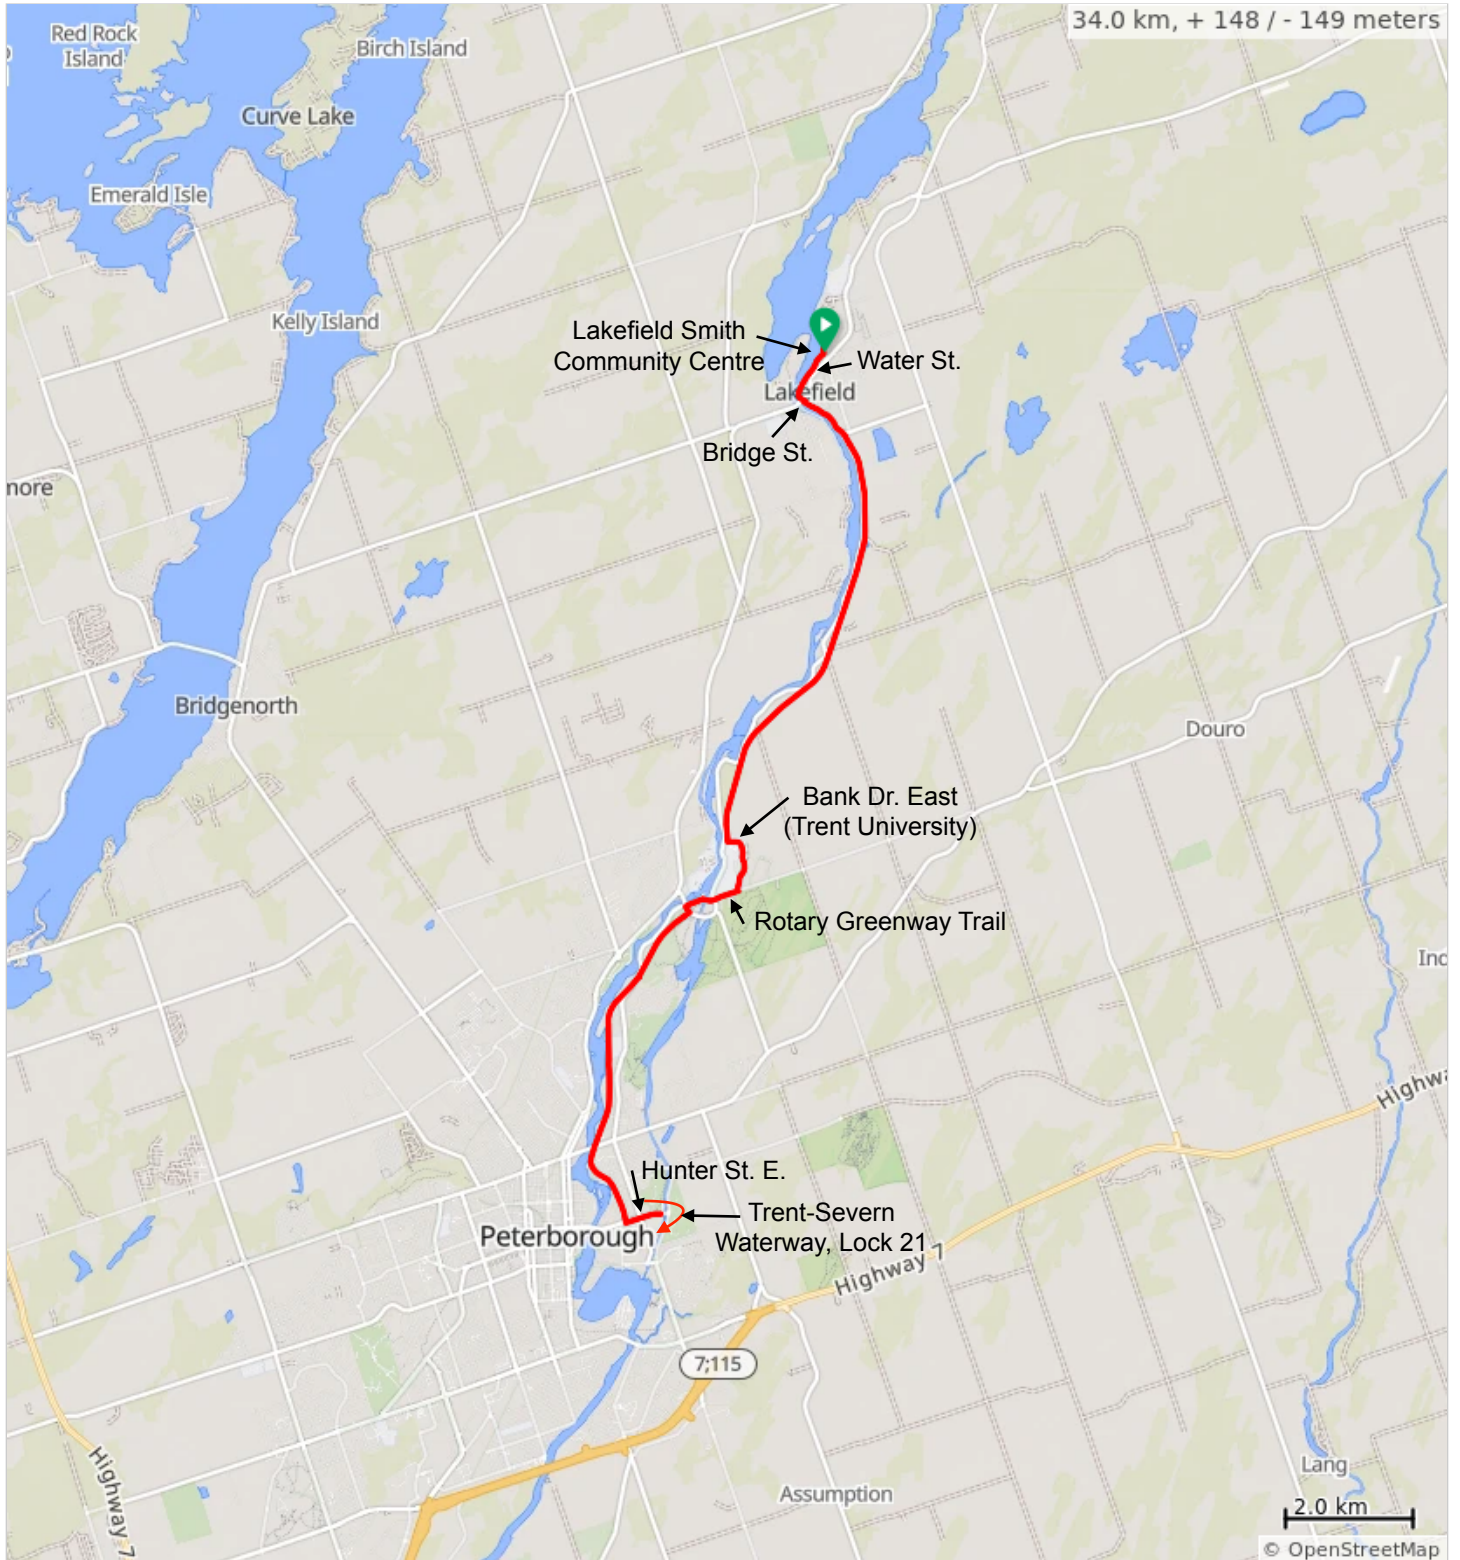 34.0 km, + 148 / - 149 meters
Red Rock
Island
Birch Island
Curve Lake
Emerald Isle
Kelly Island
Lakefield Smith
Community Centre
Water St.
Lakefield
Bridge St.
more
Bridgenorth
Douro
Bank Dr. East
(Trent University)
Rotary Greenway Trail
Ind
Highwa
Hunter St. E.
Trent-Severn
Waterway, Lock 21
Peterborough
Highway 7
7;115
Highway 7
Lang
Assumption
2.0 km
© OpenStreetMap